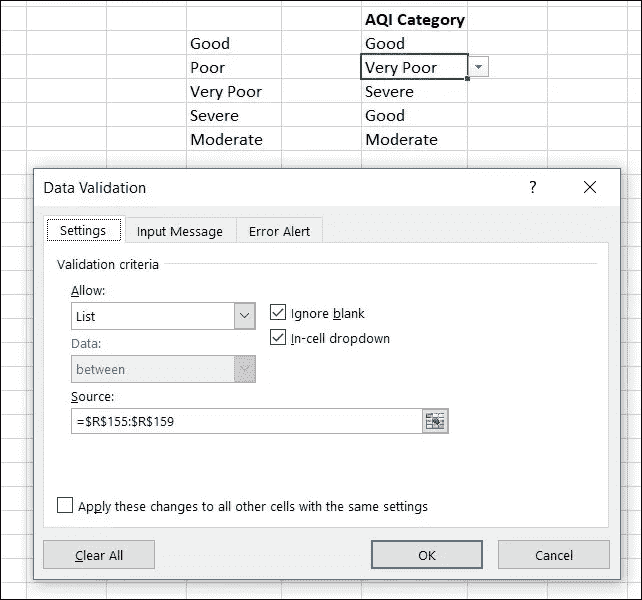 AQI Category
Good Good
Poor Very Poor
Very Poor Severe
Severe Good
Moderate Moderate
Data Validation ?
Settings Input Message Error Alert
Validation criteria
Allow:
List Ignore blank
In-cell dropdown
Data:
between
Source:
=$R$155:$R$159
Apply these changes to all other cells with the same settings
Clear All OK Cancel